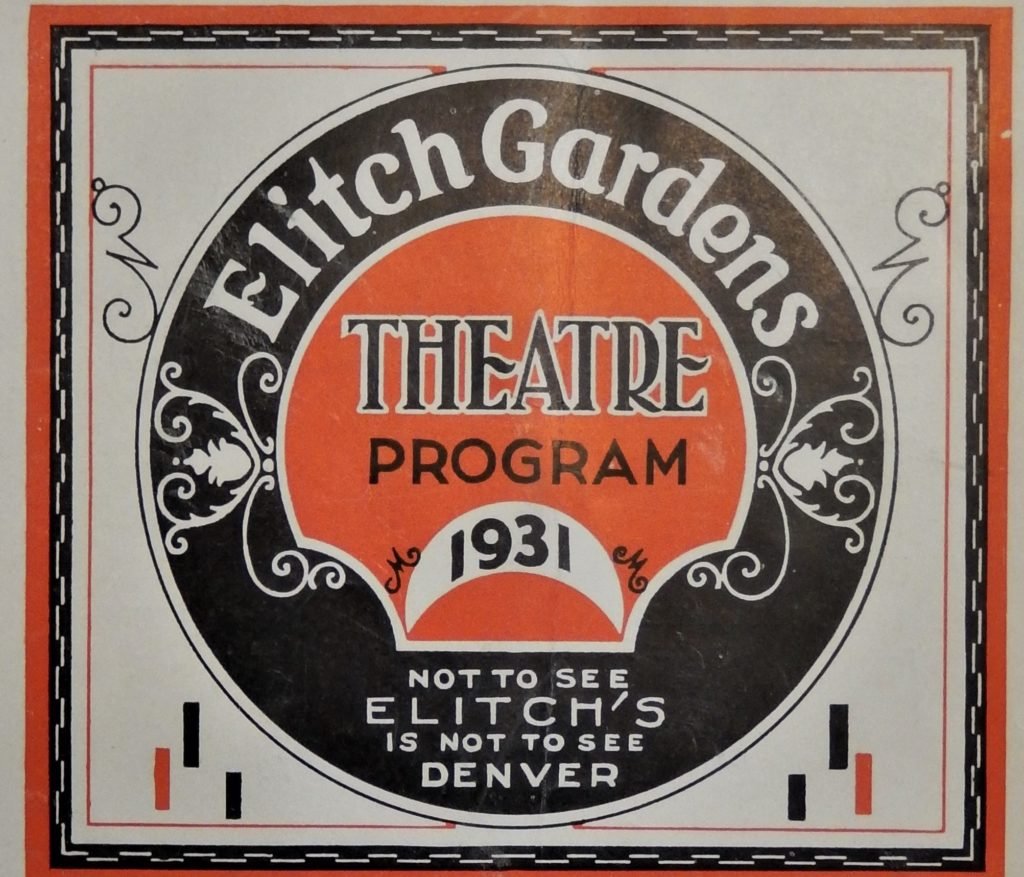 Elitch Gardens
THEATRE
PROGRAM
1931
NOT TO SEE
ELITCH'S
IS NOT TO SEE
DENVER